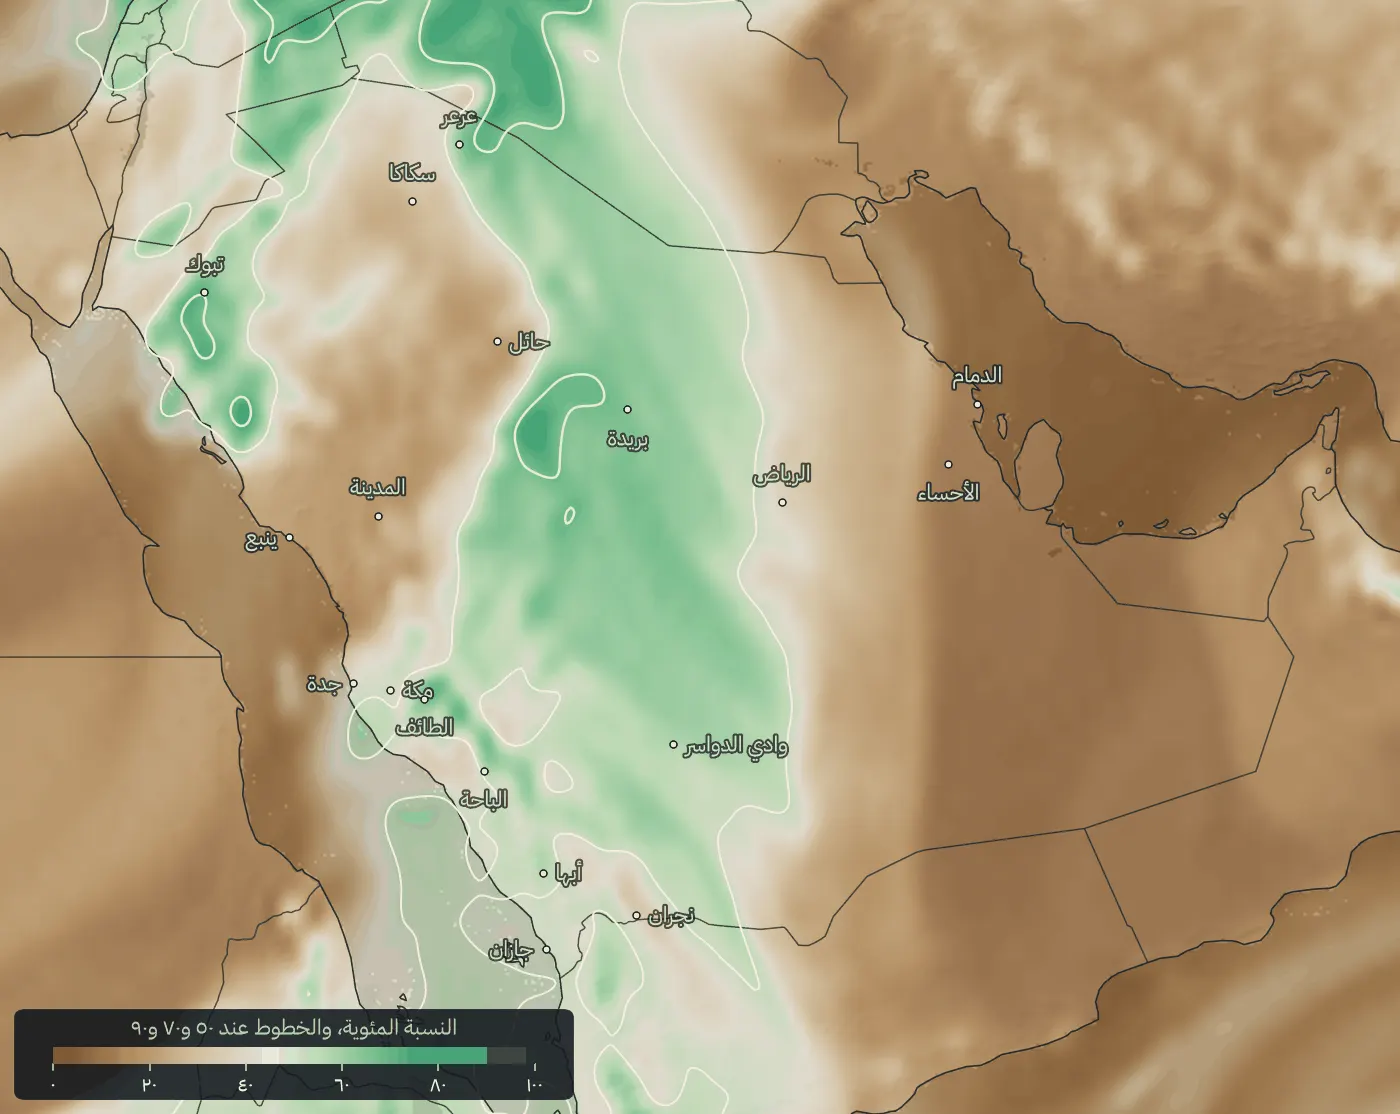 عرعر
سكاكا
تبوك
حائل
الدمام
بريدة
الرياض
الأحساء
المدينة
ينبع
جدة
مكة
الطائف
وادي الدواسر
الباحة
أبها
نجران
جازان
النسبة المئوية، والخطوط عند ٥٠ و٧٠ و٩٠
٠ ٢٠ ٤٠ ٦٠ ٨٠ ١٠٠